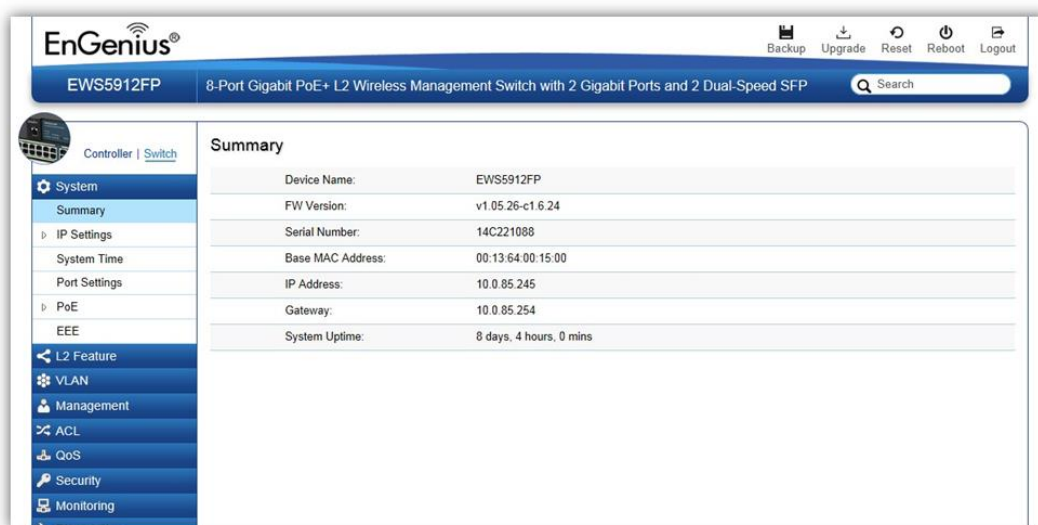 EnGenius®
Backup Upgrade Reset Reboot Logout
EWS5912FP 8-Port Gigabit PoE+ L2 Wireless Management Switch with 2 Gigabit Ports and 2 Dual-Speed SFP Search
Controller | Switch
System
Summary
IP Settings
System Time
Port Settings
PoE
EEE
L2 Feature
VLAN
Management
ACL
QoS
Security
Monitoring
Summary
Device Name: EWS5912FP
FW Version: v1.05.26-c1.6.24
Serial Number: 14C221088
Base MAC Address: 00:13:64:00:15:00
IP Address: 10.0.85.245
Gateway: 10.0.85.254
System Uptime: 8 days, 4 hours, 0 mins